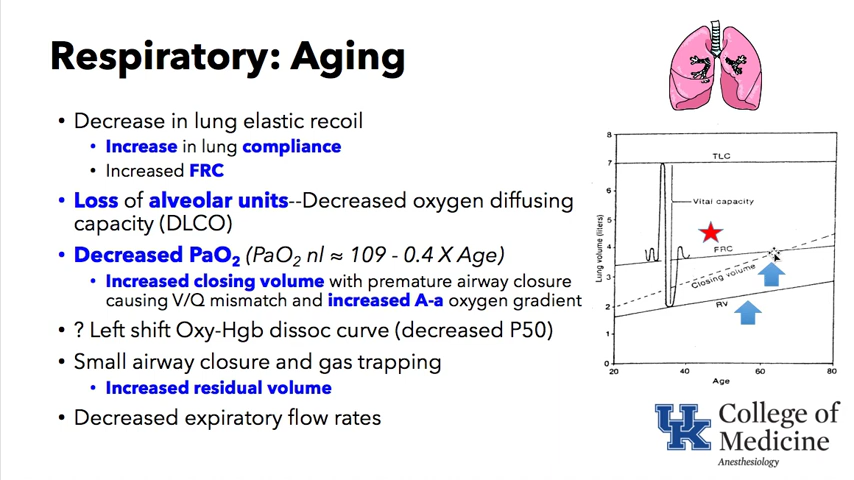 Respiratory: Aging
• Decrease in lung elastic recoil
• Increase in lung compliance
• Increased FRC
• Loss of alveolar units--Decreased oxygen diffusing
capacity (DLCO)
• Decreased PaO2 (PaO2 nl ≈ 109 - 0.4 X Age)
• Increased closing volume with premature airway closure
causing V/Q mismatch and increased A-a oxygen gradient
• ? Left shift Oxy-Hgb dissoc curve (decreased P50)
• Small airway closure and gas trapping
• Increased residual volume
• Decreased expiratory flow rates
8
7
6
5
4
3
2
1
0
Lung volume (liters)
TLC
Vital capacity
FRC
Closing volume
RV
20
40
60
80
Age
UK
College of
Medicine
Anesthesiology